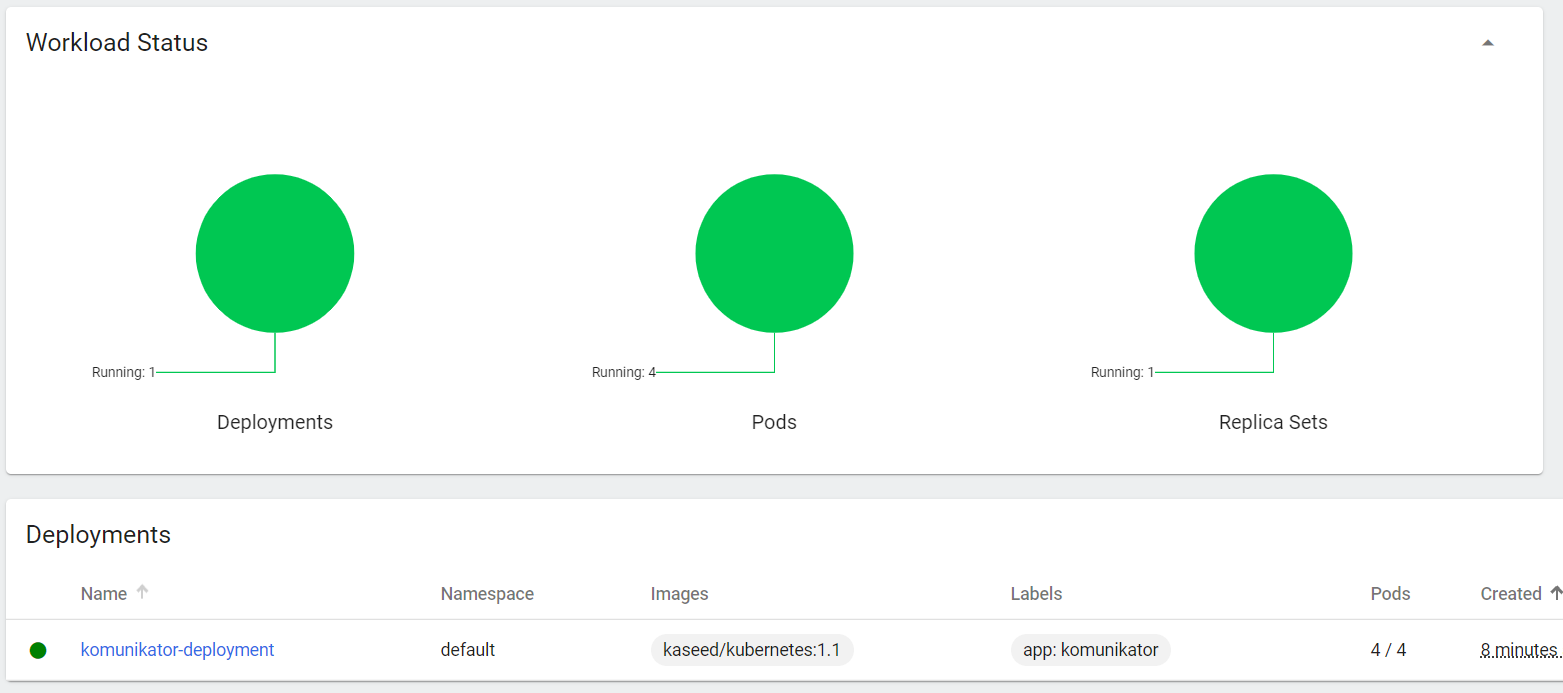 Workload Status
Running: 1
Running: 4
Running: 1
Deployments
Pods
Replica Sets
Deployments
Name Namespace Images Labels Pods Created
komunikator-deployment default kaseed/kubernetes:1.1 app: komunikator 4 / 4 8 minutes